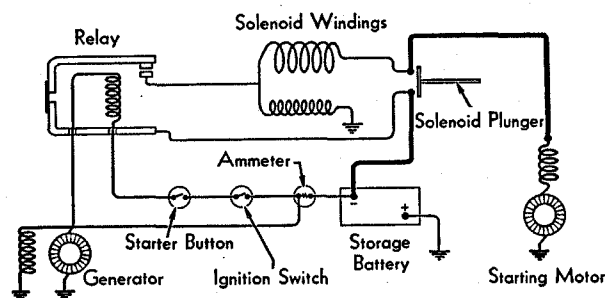 Solenoid Windings
Relay
Solenoid Plunger
Ammeter
Starter Button
Generator
Ignition Switch
- +
Storage
Battery
Starting Motor